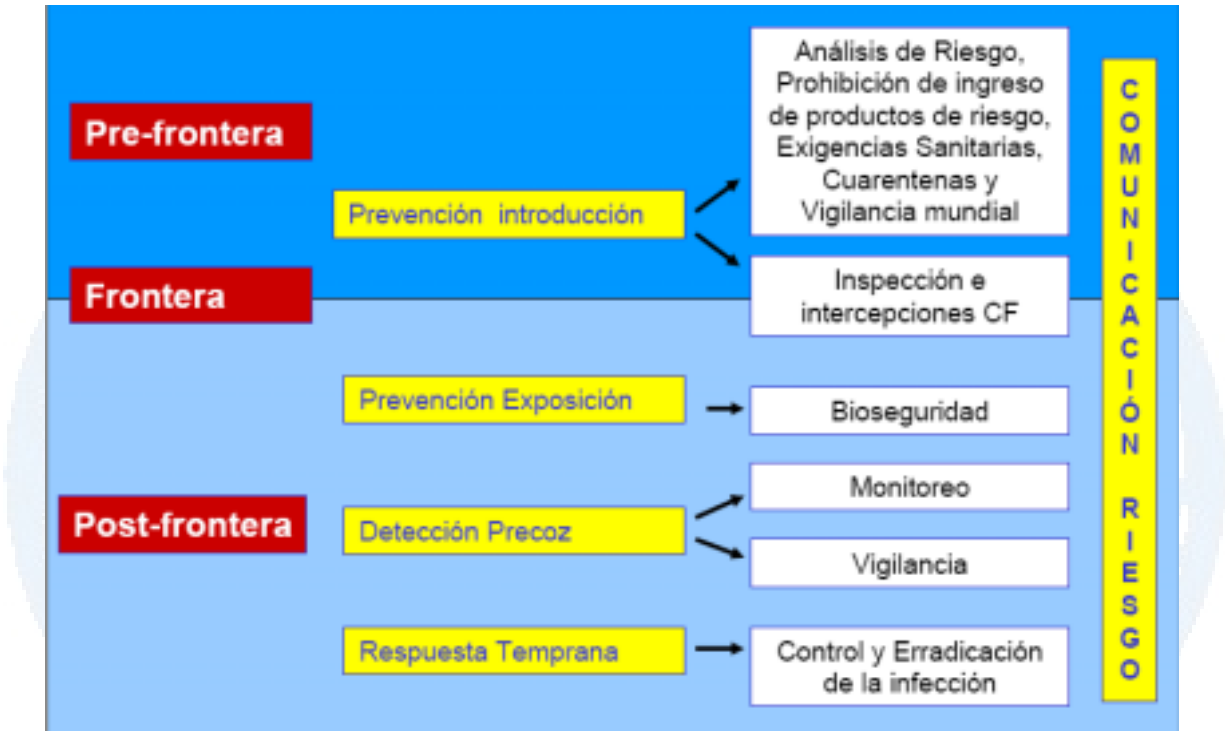 Pre-frontera
Prevención introducción
Análisis de Riesgo,
Prohibición de ingreso
de productos de riesgo,
Exigencias Sanitarias,
Cuarentenas y
Vigilancia mundial
Frontera
Inspección e
intercepciones CF
Prevención Exposición
Bioseguridad
Post-frontera
Detección Precoz
Monitoreo
Vigilancia
Respuesta Temprana
Control y Erradicación
de la infección
COMUNICACIÓN RIESGO